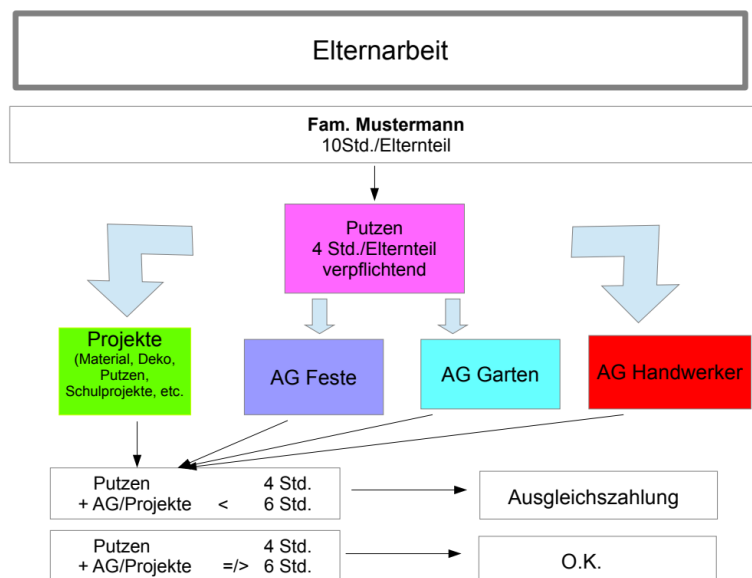 Elternarbeit
Fam. Mustermann
10Std./Elternteil
Putzen
4 Std./Elternteil
verpflichtend
Projekte
(Material, Deko,
Putzen,
Schulprojekte, etc.
AG Feste
AG Garten
AG Handwerker
Putzen 4 Std.
+ AG/Projekte < 6 Std.
Ausgleichszahlung
Putzen 4 Std.
+ AG/Projekte =/> 6 Std.
O.K.